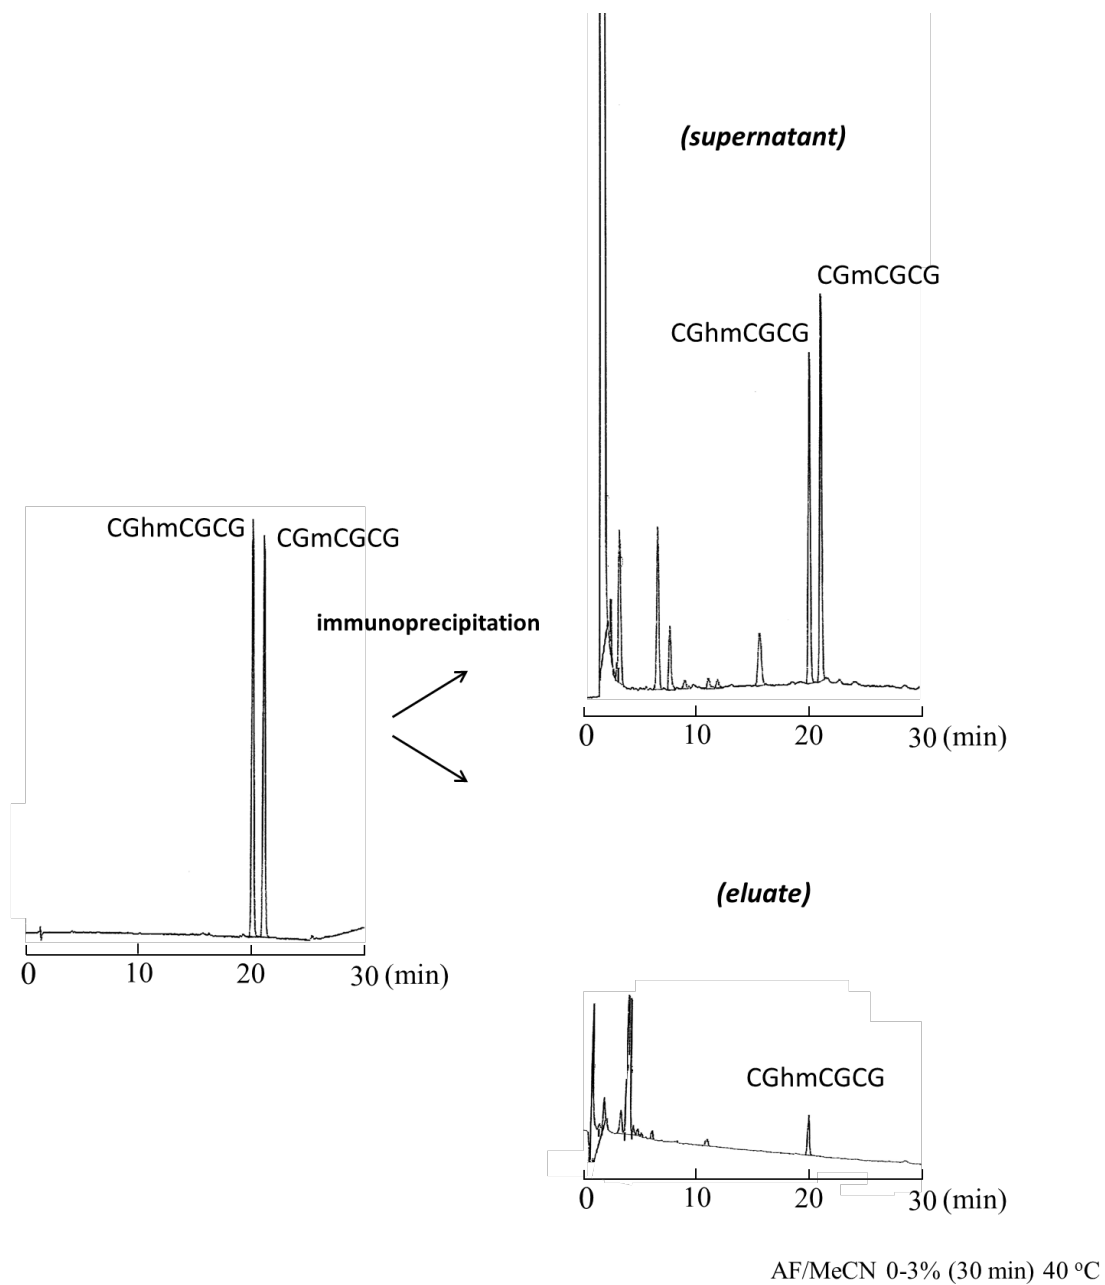 (supernatant)
CGmCGCG
CGhmCGCG
0 10 20 30 (min)
CGhmCGCG
CGmCGCG
0 10 20 30 (min)
immunoprecipitation
(eluate)
CGhmCGCG
0 10 20 30 (min)
AF/MeCN 0-3% (30 min) 40 °C